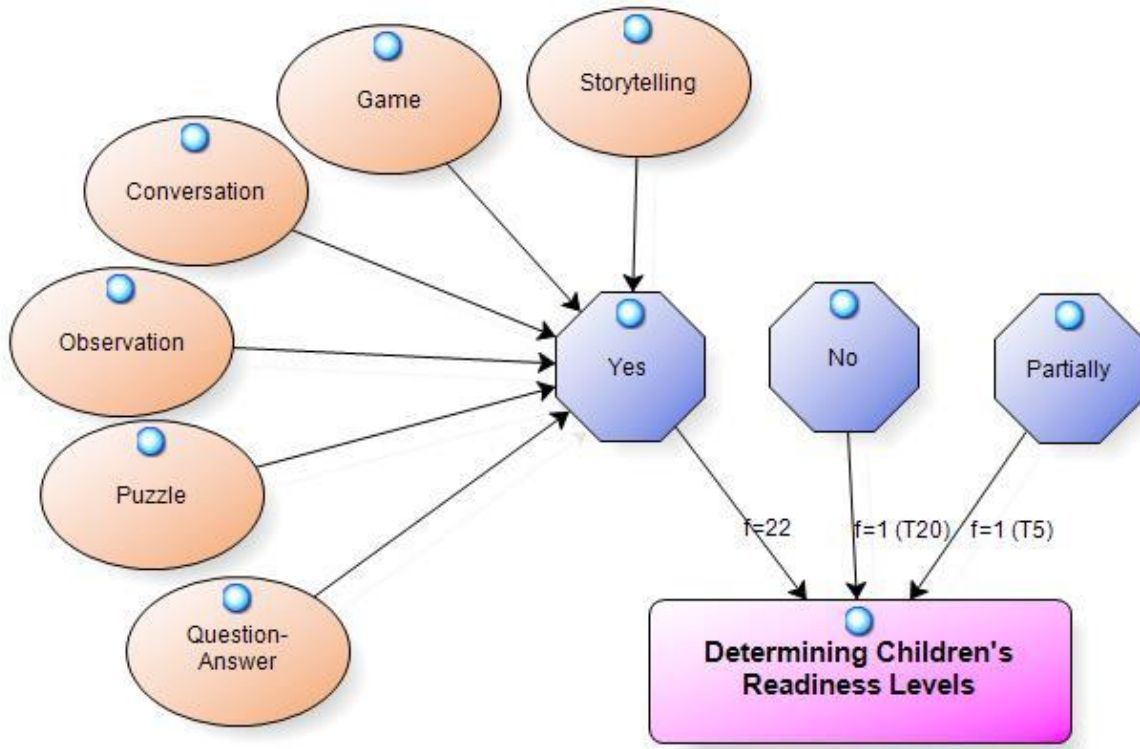 Storytelling
Game
Conversation
Observation
Puzzle
Question-
Answer
Yes
No
Partially
f=22
f=1 (T20)
f=1 (T5)
Determining Children's
Readiness Levels